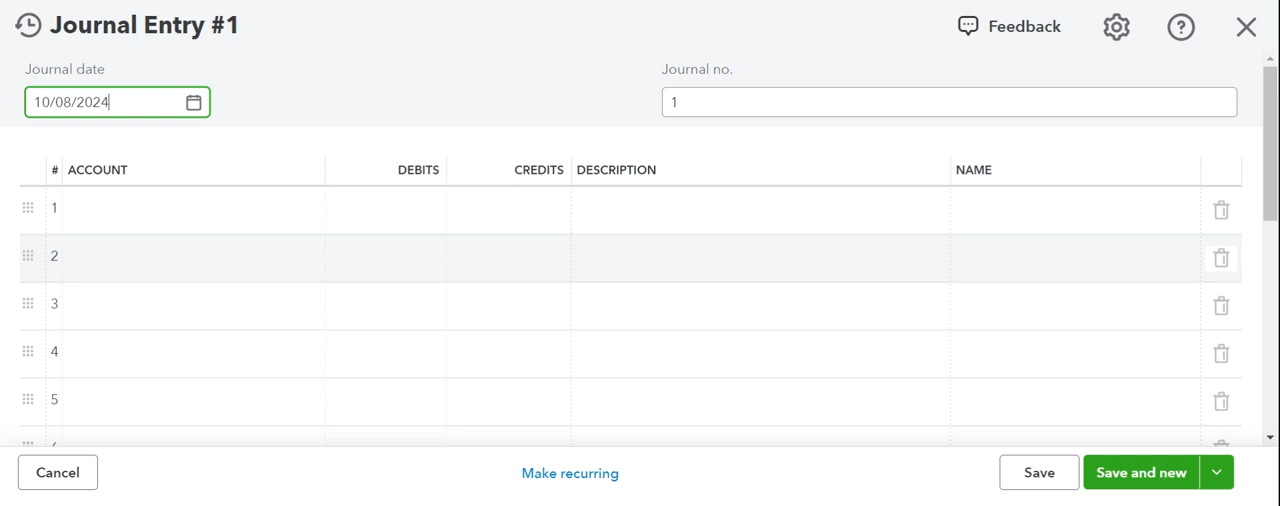 Journal Entry #1
Feedback
Journal date
Journal no.
10/08/2024
1
# ACCOUNT DEBITS CREDITS DESCRIPTION NAME
1
2
3
4
5
Cancel
Make recurring
Save
Save and new